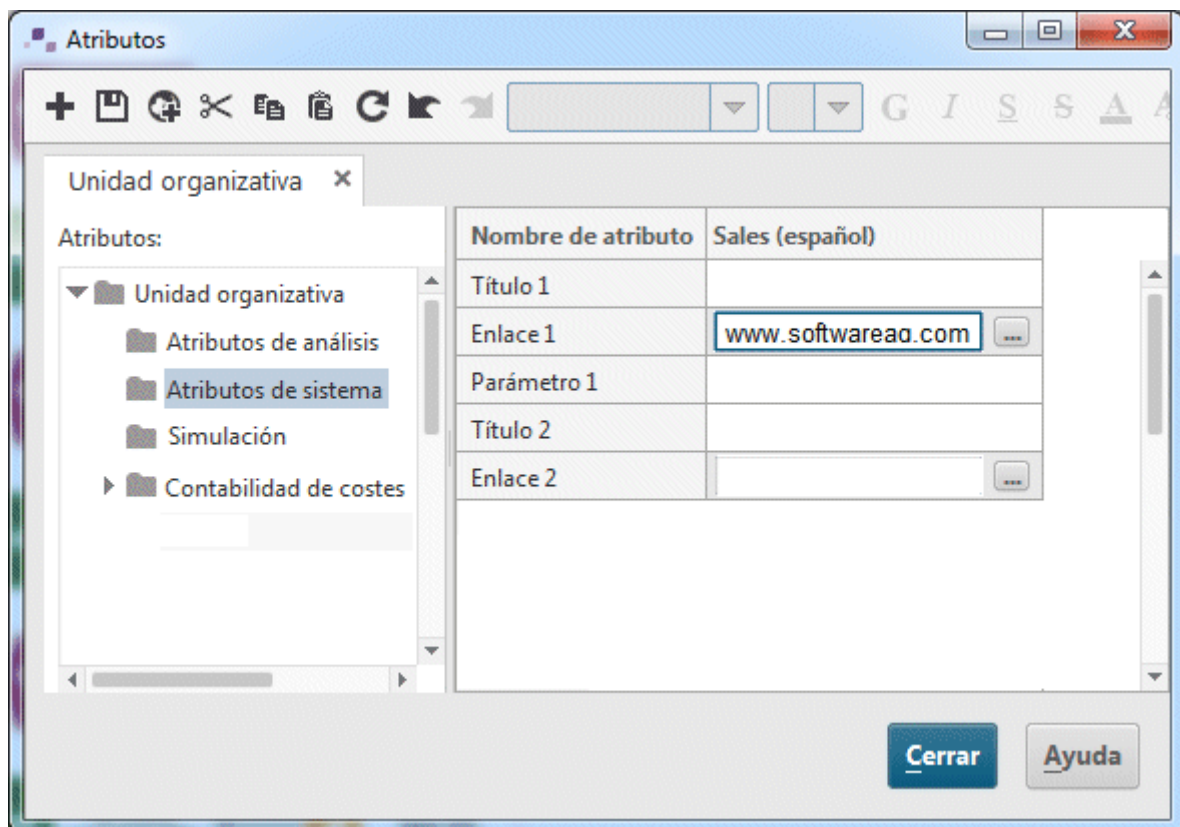 Atributos
G I S S A A
Unidad organizativa
Atributos:
Unidad organizativa
Atributos de análisis
Atributos de sistema
Simulación
Contabilidad de costes
Nombre de atributo Sales (español)
Título 1
Enlace 1 www.softwareag.com ...
Parámetro 1
Título 2
Enlace 2 ...
Cerrar Ayuda